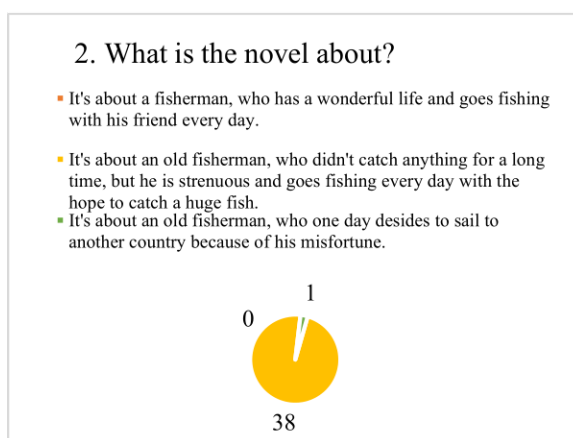 2. What is the novel about?
It's about a fisherman, who has a wonderful life and goes fishing
with his friend every day.
It's about an old fisherman, who didn't catch anything for a long
time, but he is strenuous and goes fishing every day with the
hope to catch a huge fish.
It's about an old fisherman, who one day desides to sail to
another country because of his misfortune.
1
0
38